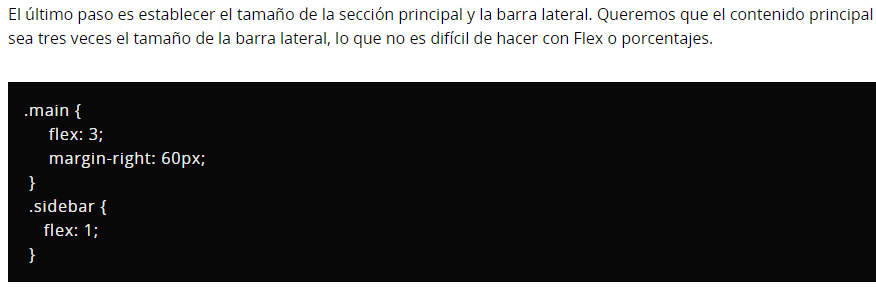 El último paso es establecer el tamaño de la sección principal y la barra lateral. Queremos que el contenido principal
sea tres veces el tamaño de la barra lateral, lo que no es difícil de hacer con Flex o porcentajes.
.main {
flex: 3;
margin-right: 60px;
}
.sidebar {
flex: 1;
}